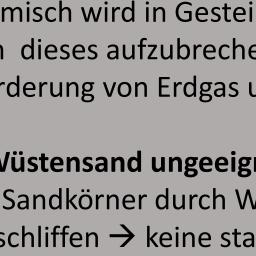 misch wird in Gestei
dieses aufzubreche
rderung von Erdgas u
Wüstensand ungeeign
Sandkörner durch W
schliffen → keine sta